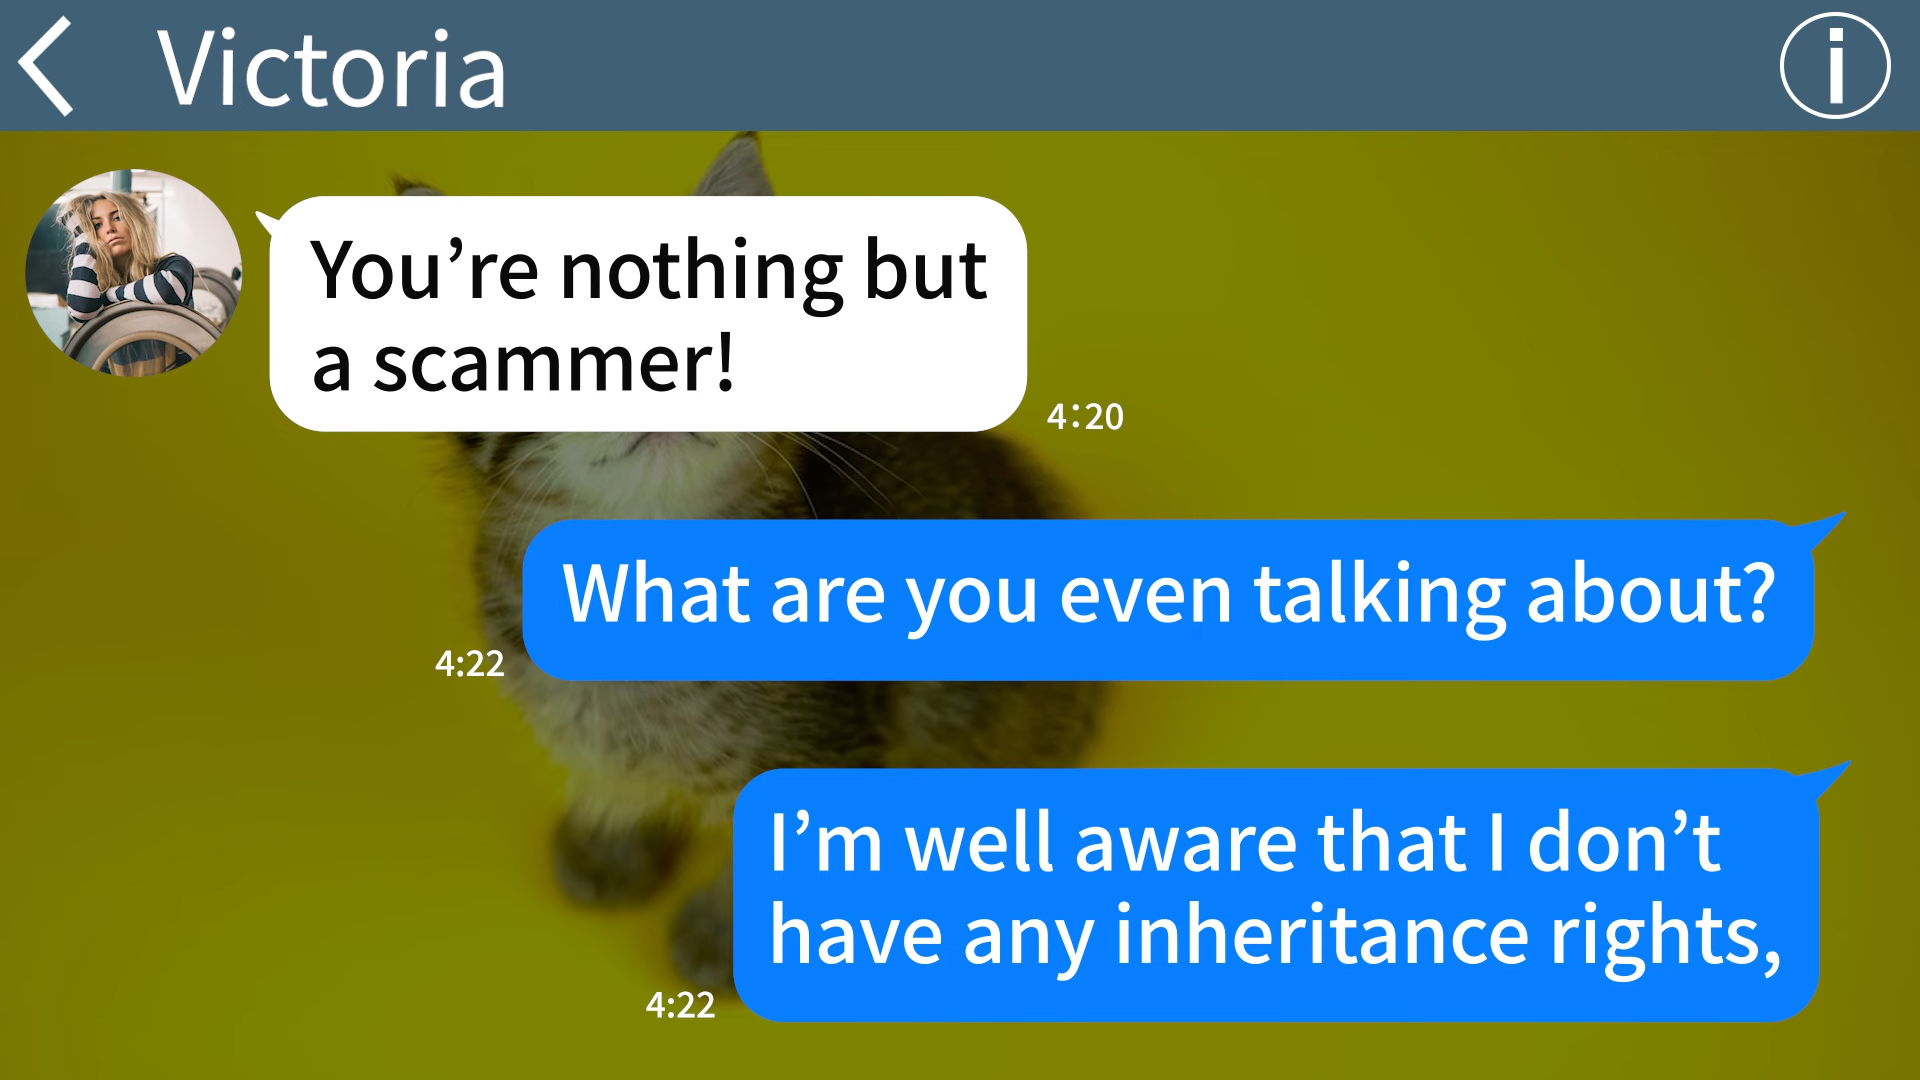 Victoria
You’re nothing but
a scammer!
4:20
What are you even talking about?
4:22
I’m well aware that I don’t
have any inheritance rights,
4:22